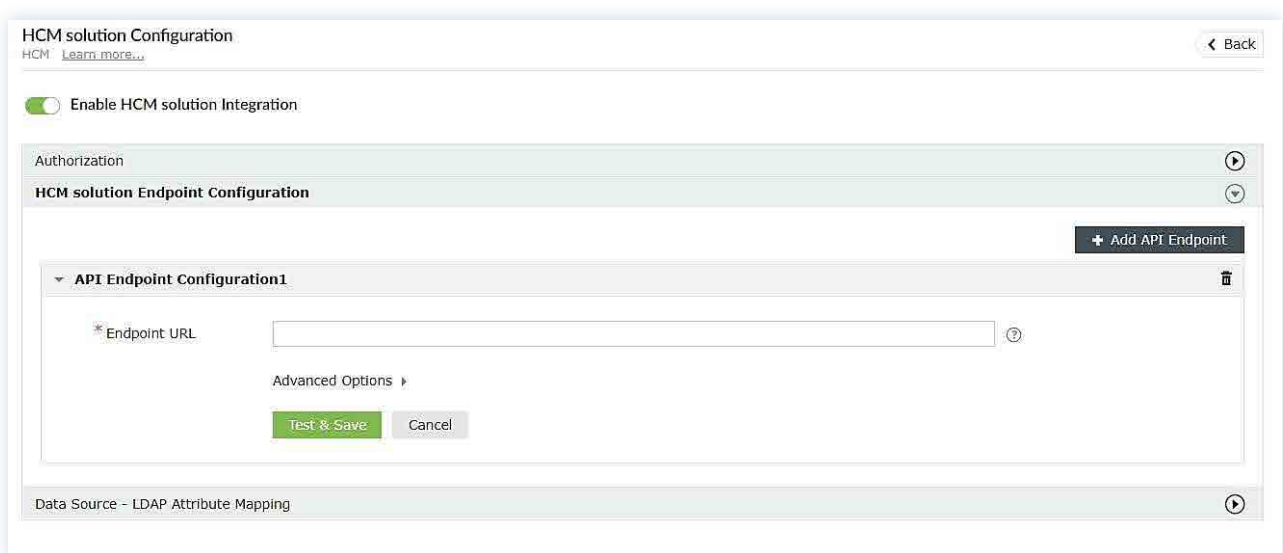 HCM solution Configuration
HCM Learn more...
Back
Enable HCM solution Integration
Authorization
HCM solution Endpoint Configuration
+ Add API Endpoint
API Endpoint Configuration1
* Endpoint URL
?
Advanced Options
Test & Save Cancel
Data Source - LDAP Attribute Mapping